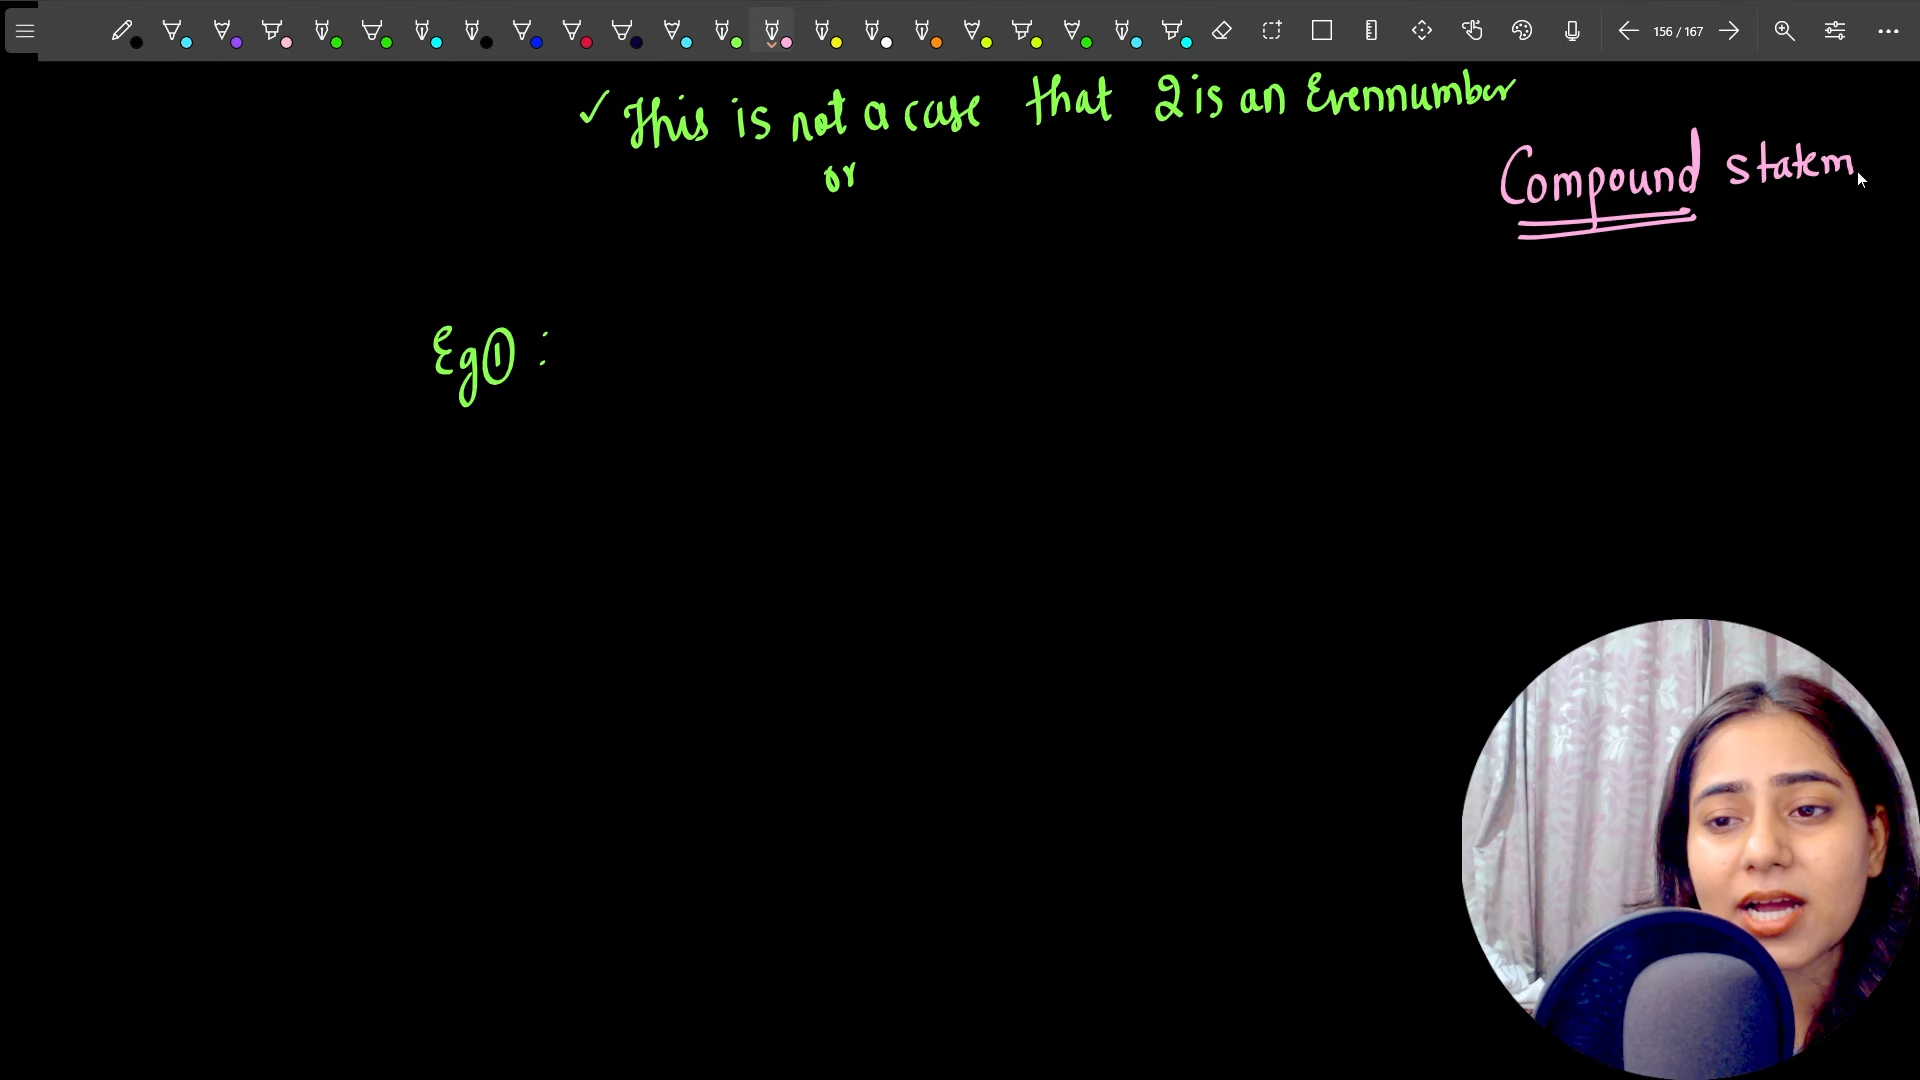 156 / 167
✓ This is not a case that 2 is an Evennumber
or
Compound statem
Eg① :